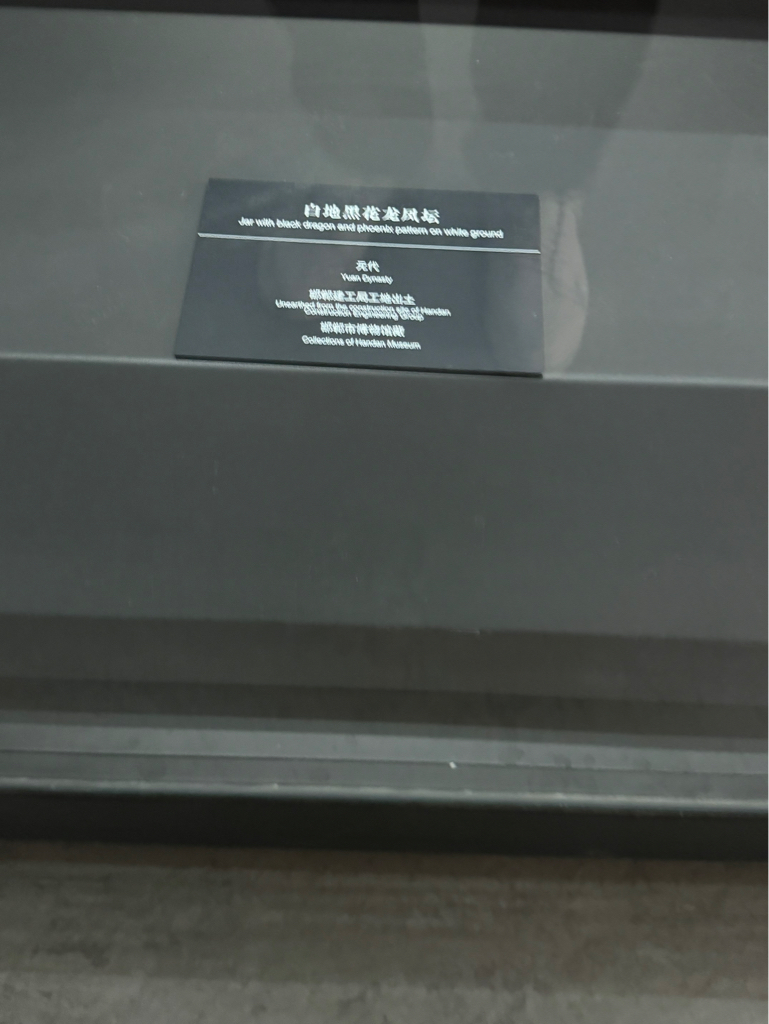 白地黑花龙凤坛
Jar with black dragon and phoenix pattern on white ground
元代
Yuan Dynasty
邯郸建工局工地出土
Unearthed from the construction site of Handan
Construction Engineering Group
邯郸市博物馆藏
Collections of Handan Museum